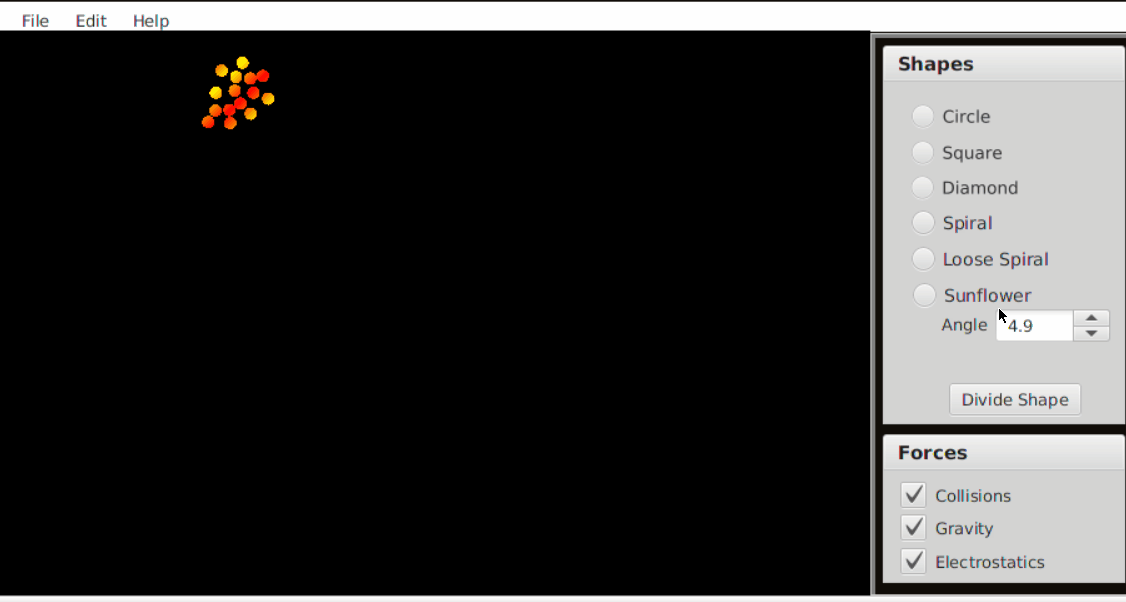 File Edit Help
Shapes
Circle
Square
Diamond
Spiral
Loose Spiral
Sunflower
Angle 4.9
Divide Shape
Forces
Collisions
Gravity
Electrostatics